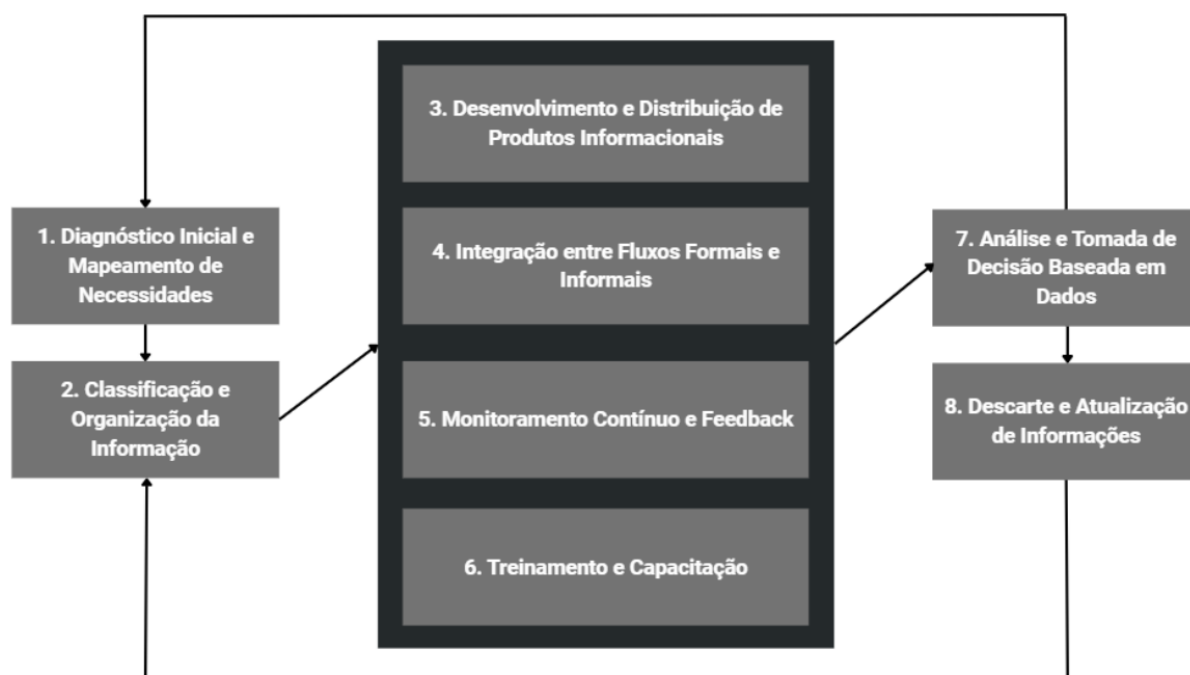 1. Diagnóstico Inicial e
Mapeamento de
Necessidades
2. Classificação e
Organização da
Informação
3. Desenvolvimento e Distribuição de
Produtos Informacionais
4. Integração entre Fluxos Formais e
Informais
5. Monitoramento Contínuo e Feedback
6. Treinamento e Capacitação
7. Análise e Tomada de
Decisão Baseada em
Dados
8. Descarte e Atualização
de Informações